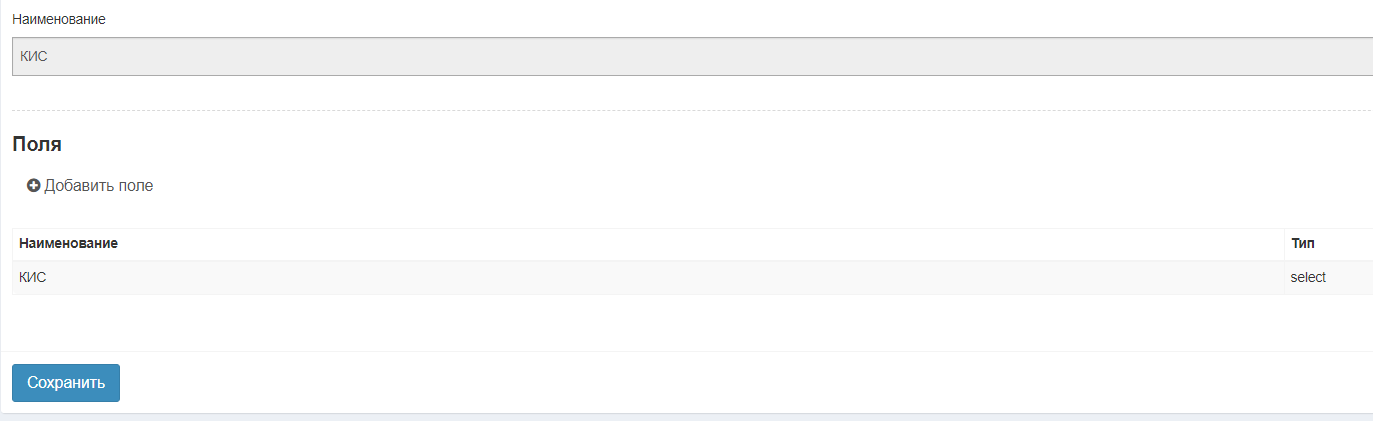 Наименование
КИС
Поля
Добавить поле
Наименование Тип
КИС select
Сохранить